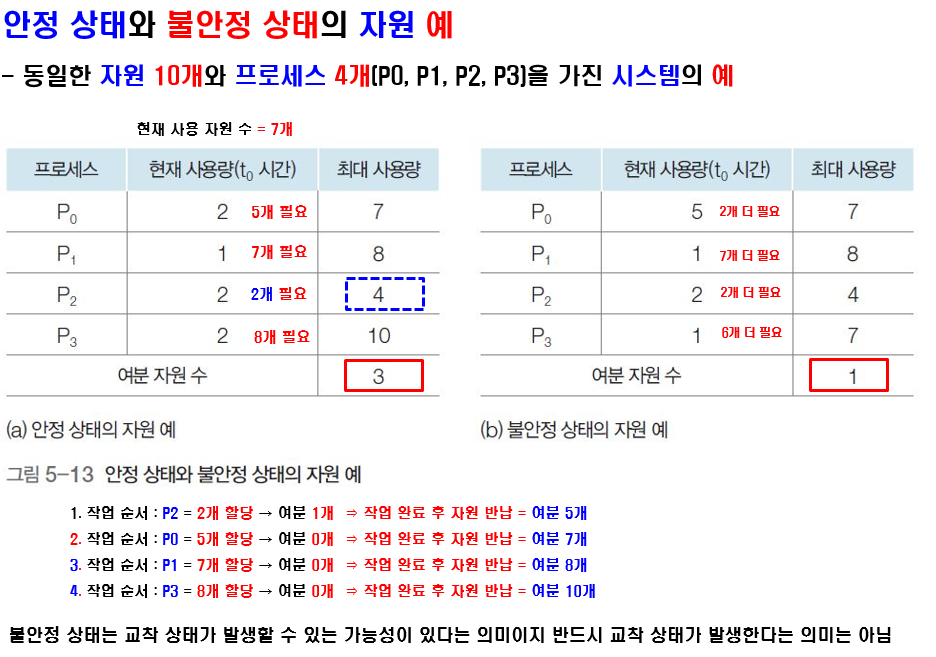 안정 상태와 불안정 상태의 자원 예
- 동일한 자원 10개와 프로세스 4개(P0, P1, P2, P3)을 가진 시스템의 예
현재 사용 자원 수 = 7개
프로세스 현재 사용량(t₀ 시간) 최대 사용량
P₀ 2 5개 필요 7
P₁ 1 7개 필요 8
P₂ 2 2개 필요 4
P₃ 2 8개 필요 10
여분 자원 수 3
(a) 안정 상태의 자원 예
프로세스 현재 사용량(t₀ 시간) 최대 사용량
P₀ 5 2개 더 필요 7
P₁ 1 7개 더 필요 8
P₂ 2 2개 더 필요 4
P₃ 1 6개 더 필요 7
여분 자원 수 1
(b) 불안정 상태의 자원 예
그림 5-13 안정 상태와 불안정 상태의 자원 예
1. 작업 순서 : P2 = 2개 할당 → 여분 1개 ⇒ 작업 완료 후 자원 반납 = 여분 5개
2. 작업 순서 : P0 = 5개 할당 → 여분 0개 ⇒ 작업 완료 후 자원 반납 = 여분 7개
3. 작업 순서 : P1 = 7개 할당 → 여분 0개 ⇒ 작업 완료 후 자원 반납 = 여분 8개
4. 작업 순서 : P3 = 8개 할당 → 여분 0개 ⇒ 작업 완료 후 자원 반납 = 여분 10개
불안정 상태는 교착 상태가 발생할 수 있는 가능성이 있다는 의미이지 반드시 교착 상태가 발생한다는 의미는 아님